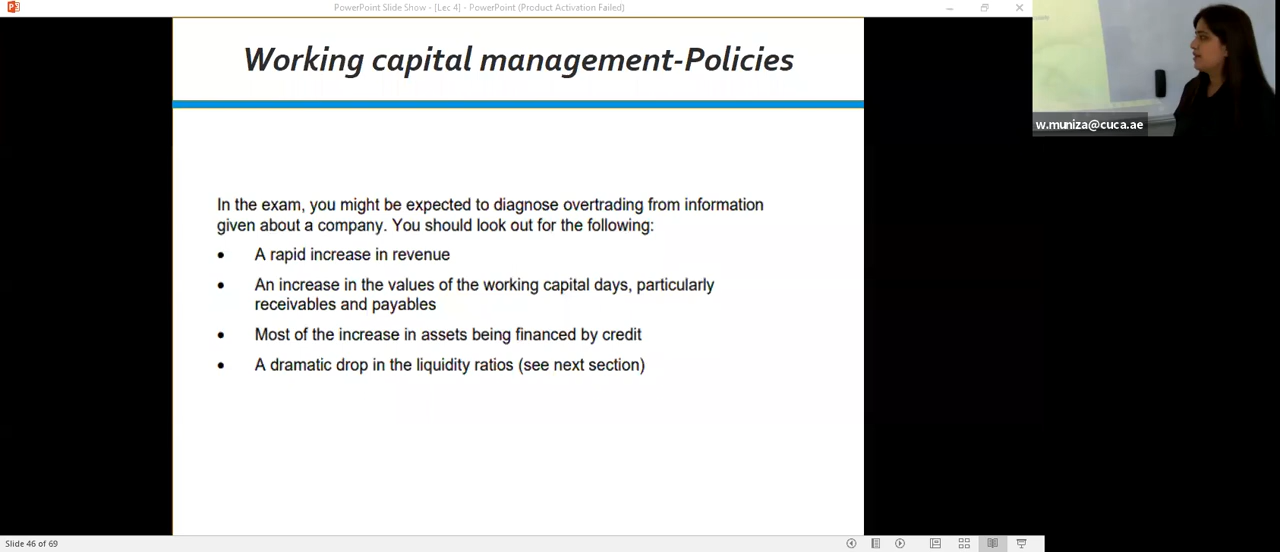 PowerPoint Slide Show - [Lec 4] - PowerPoint (Product Activation Failed)
Working capital management-Policies
w.muniza@cuca.ae
In the exam, you might be expected to diagnose overtrading from information
given about a company. You should look out for the following:
• A rapid increase in revenue
• An increase in the values of the working capital days, particularly
receivables and payables
• Most of the increase in assets being financed by credit
• A dramatic drop in the liquidity ratios (see next section)
Slide 46 of 69